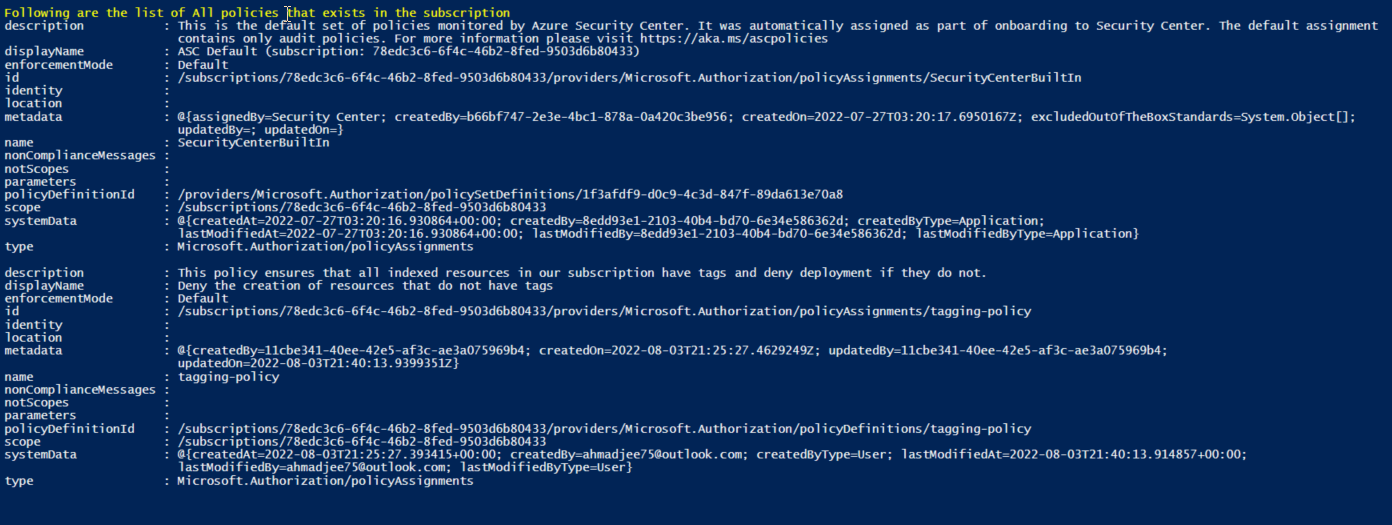 Following are the list of All policies that exists in the subscription
description : This is the default set of policies monitored by Azure Security Center. It was automatically assigned as part of onboarding to Security Center. The default assignment
contains only audit policies. For more information please visit https://aka.ms/ascpolicies
displayName : ASC Default (subscription: 78edc3c6-6f4c-46b2-8fed-9503d6b80433)
enforcementMode : Default
id : /subscriptions/78edc3c6-6f4c-46b2-8fed-9503d6b80433/providers/Microsoft.Authorization/policyAssignments/SecurityCenterBuiltIn
identity :
location :
metadata : @{assignedBy=Security Center; createdBy=b66bf747-2e3e-4bc1-878a-0a420c3be956; createdOn=2022-07-27T03:20:17.6950167Z; excludedOutOfTheBoxStandards=System.Object[];
updatedBy=; updatedOn=}
name : SecurityCenterBuiltIn
nonComplianceMessages :
notScopes :
parameters :
policyDefinitionId : /providers/Microsoft.Authorization/policySetDefinitions/1f3afdf9-d0c9-4c3d-847f-89da613e70a8
scope : /subscriptions/78edc3c6-6f4c-46b2-8fed-9503d6b80433
systemData : @{createdAt=2022-07-27T03:20:16.930864+00:00; createdBy=8edd93e1-2103-40b4-bd70-6e34e586362d; createdByType=Application;
lastModifiedAt=2022-07-27T03:20:16.930864+00:00; lastModifiedBy=8edd93e1-2103-40b4-bd70-6e34e586362d; lastModifiedByType=Application}
type : Microsoft.Authorization/policyAssignments
description : This policy ensures that all indexed resources in our subscription have tags and deny deployment if they do not.
displayName : Deny the creation of resources that do not have tags
enforcementMode : Default
id : /subscriptions/78edc3c6-6f4c-46b2-8fed-9503d6b80433/providers/Microsoft.Authorization/policyAssignments/tagging-policy
identity :
location :
metadata : @{createdBy=11cbe341-40ee-42e5-af3c-ae3a075969b4; createdOn=2022-08-03T21:25:27.4629249Z; updatedBy=11cbe341-40ee-42e5-af3c-ae3a075969b4;
updatedOn=2022-08-03T21:40:13.9399351Z}
name : tagging-policy
nonComplianceMessages :
notScopes :
parameters :
policyDefinitionId : /subscriptions/78edc3c6-6f4c-46b2-8fed-9503d6b80433/providers/Microsoft.Authorization/policyDefinitions/tagging-policy
scope : /subscriptions/78edc3c6-6f4c-46b2-8fed-9503d6b80433
systemData : @{createdAt=2022-08-03T21:25:27.393415+00:00; createdBy=ahmadjee75@outlook.com; createdByType=User; lastModifiedAt=2022-08-03T21:40:13.914857+00:00;
lastModifiedBy=ahmadjee75@outlook.com; lastModifiedByType=User}
type : Microsoft.Authorization/policyAssignments